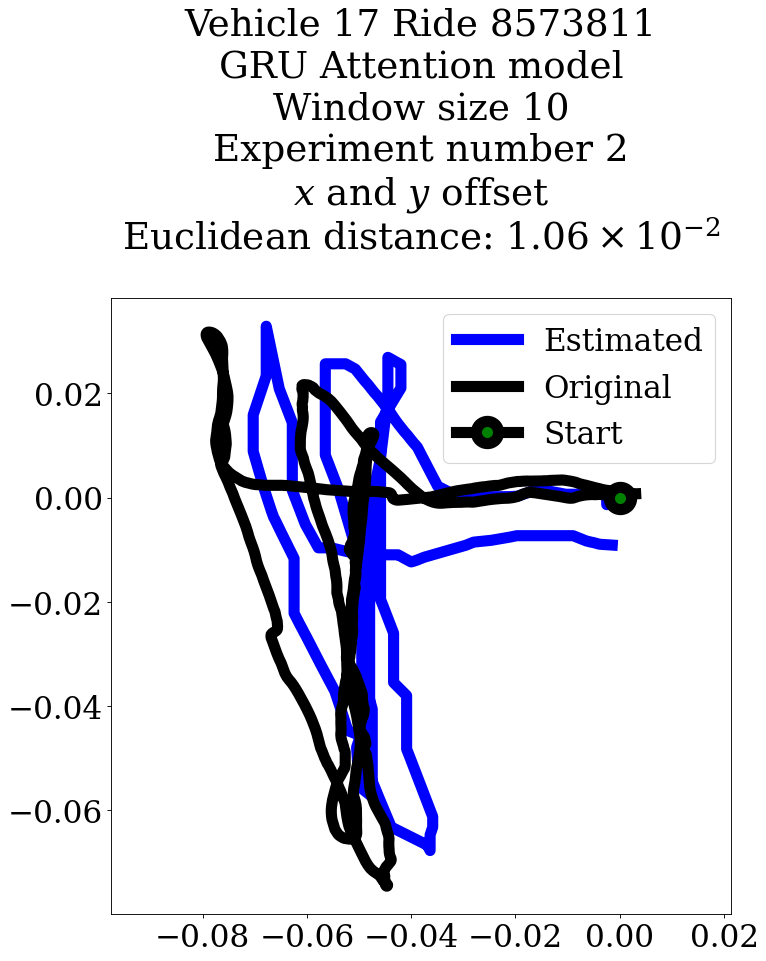 Vehicle 17 Ride 8573811
GRU Attention model
Window size 10
Experiment number 2
x and y offset
Euclidean distance: 1.06 × 10⁻²
Estimated
Original
Start
0.02
0.00
−0.02
−0.04
−0.06
−0.08 −0.06 −0.04 −0.02 0.00 0.02